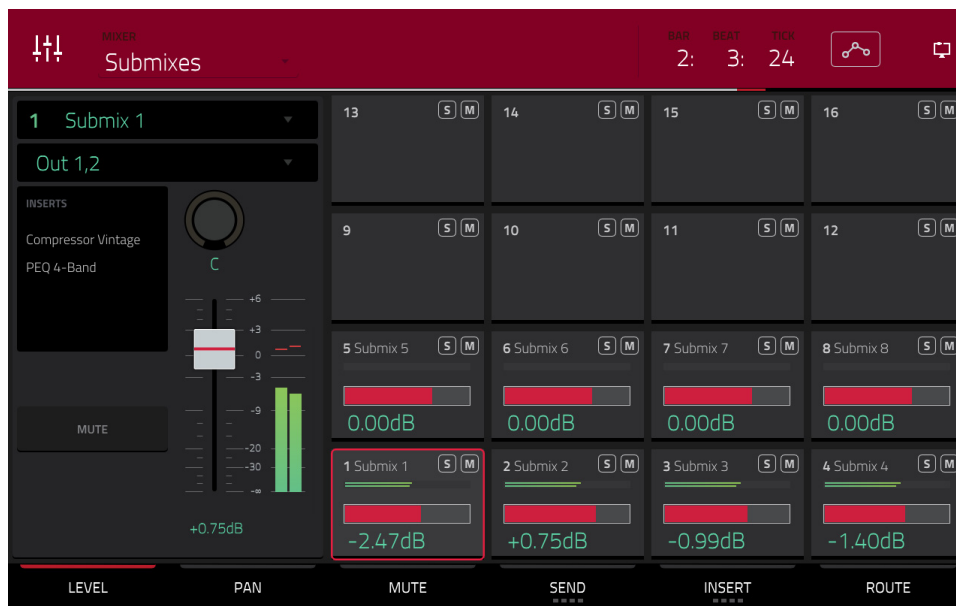 MIXER
Submixes
BAR BEAT TICK
2: 3: 24
1 Submix 1
Out 1,2
INSERTS
Compressor Vintage
PEQ 4-Band
C
+6
+3
0
-3
-9
-20
-30
-∞
MUTE
+0.75dB
13 S M
14 S M
15 S M
16 S M
9 S M
10 S M
11 S M
12 S M
5 Submix 5 S M
0.00dB
6 Submix 6 S M
0.00dB
7 Submix 7 S M
0.00dB
8 Submix 8 S M
0.00dB
1 Submix 1 S M
-2.47dB
2 Submix 2 S M
+0.75dB
3 Submix 3 S M
-0.99dB
4 Submix 4 S M
-1.40dB
LEVEL PAN MUTE SEND INSERT ROUTE